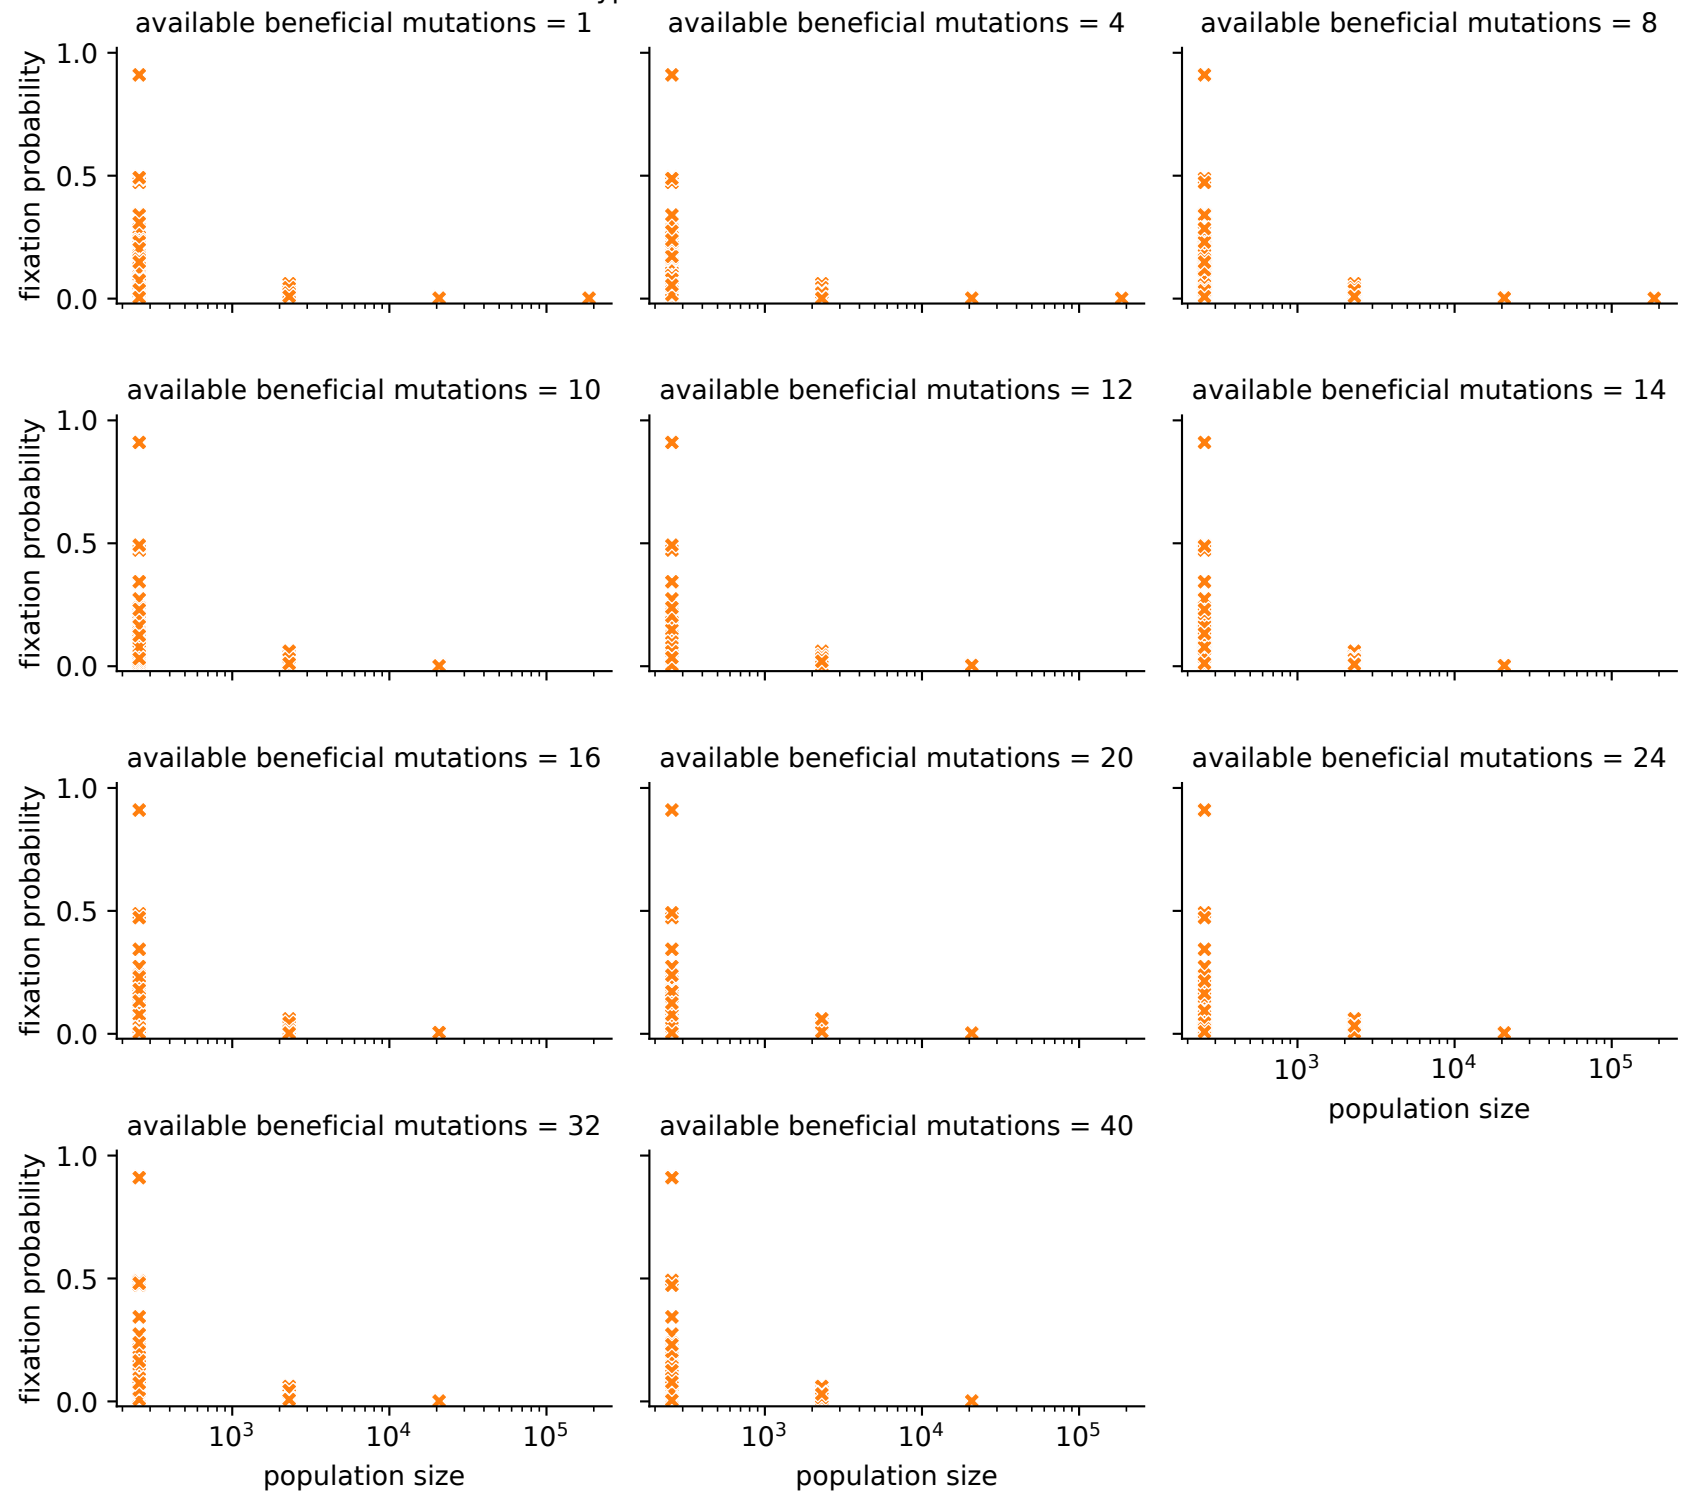 available beneficial mutations = 1
available beneficial mutations = 4
available beneficial mutations = 8
fixation probability
1.0
0.5
0.0
available beneficial mutations = 10
available beneficial mutations = 12
available beneficial mutations = 14
fixation probability
1.0
0.5
0.0
available beneficial mutations = 16
available beneficial mutations = 20
available beneficial mutations = 24
fixation probability
1.0
0.5
0.0
10³ 10⁴ 10⁵
population size
available beneficial mutations = 32
available beneficial mutations = 40
fixation probability
1.0
0.5
0.0
10³ 10⁴ 10⁵
population size
10³ 10⁴ 10⁵
population size